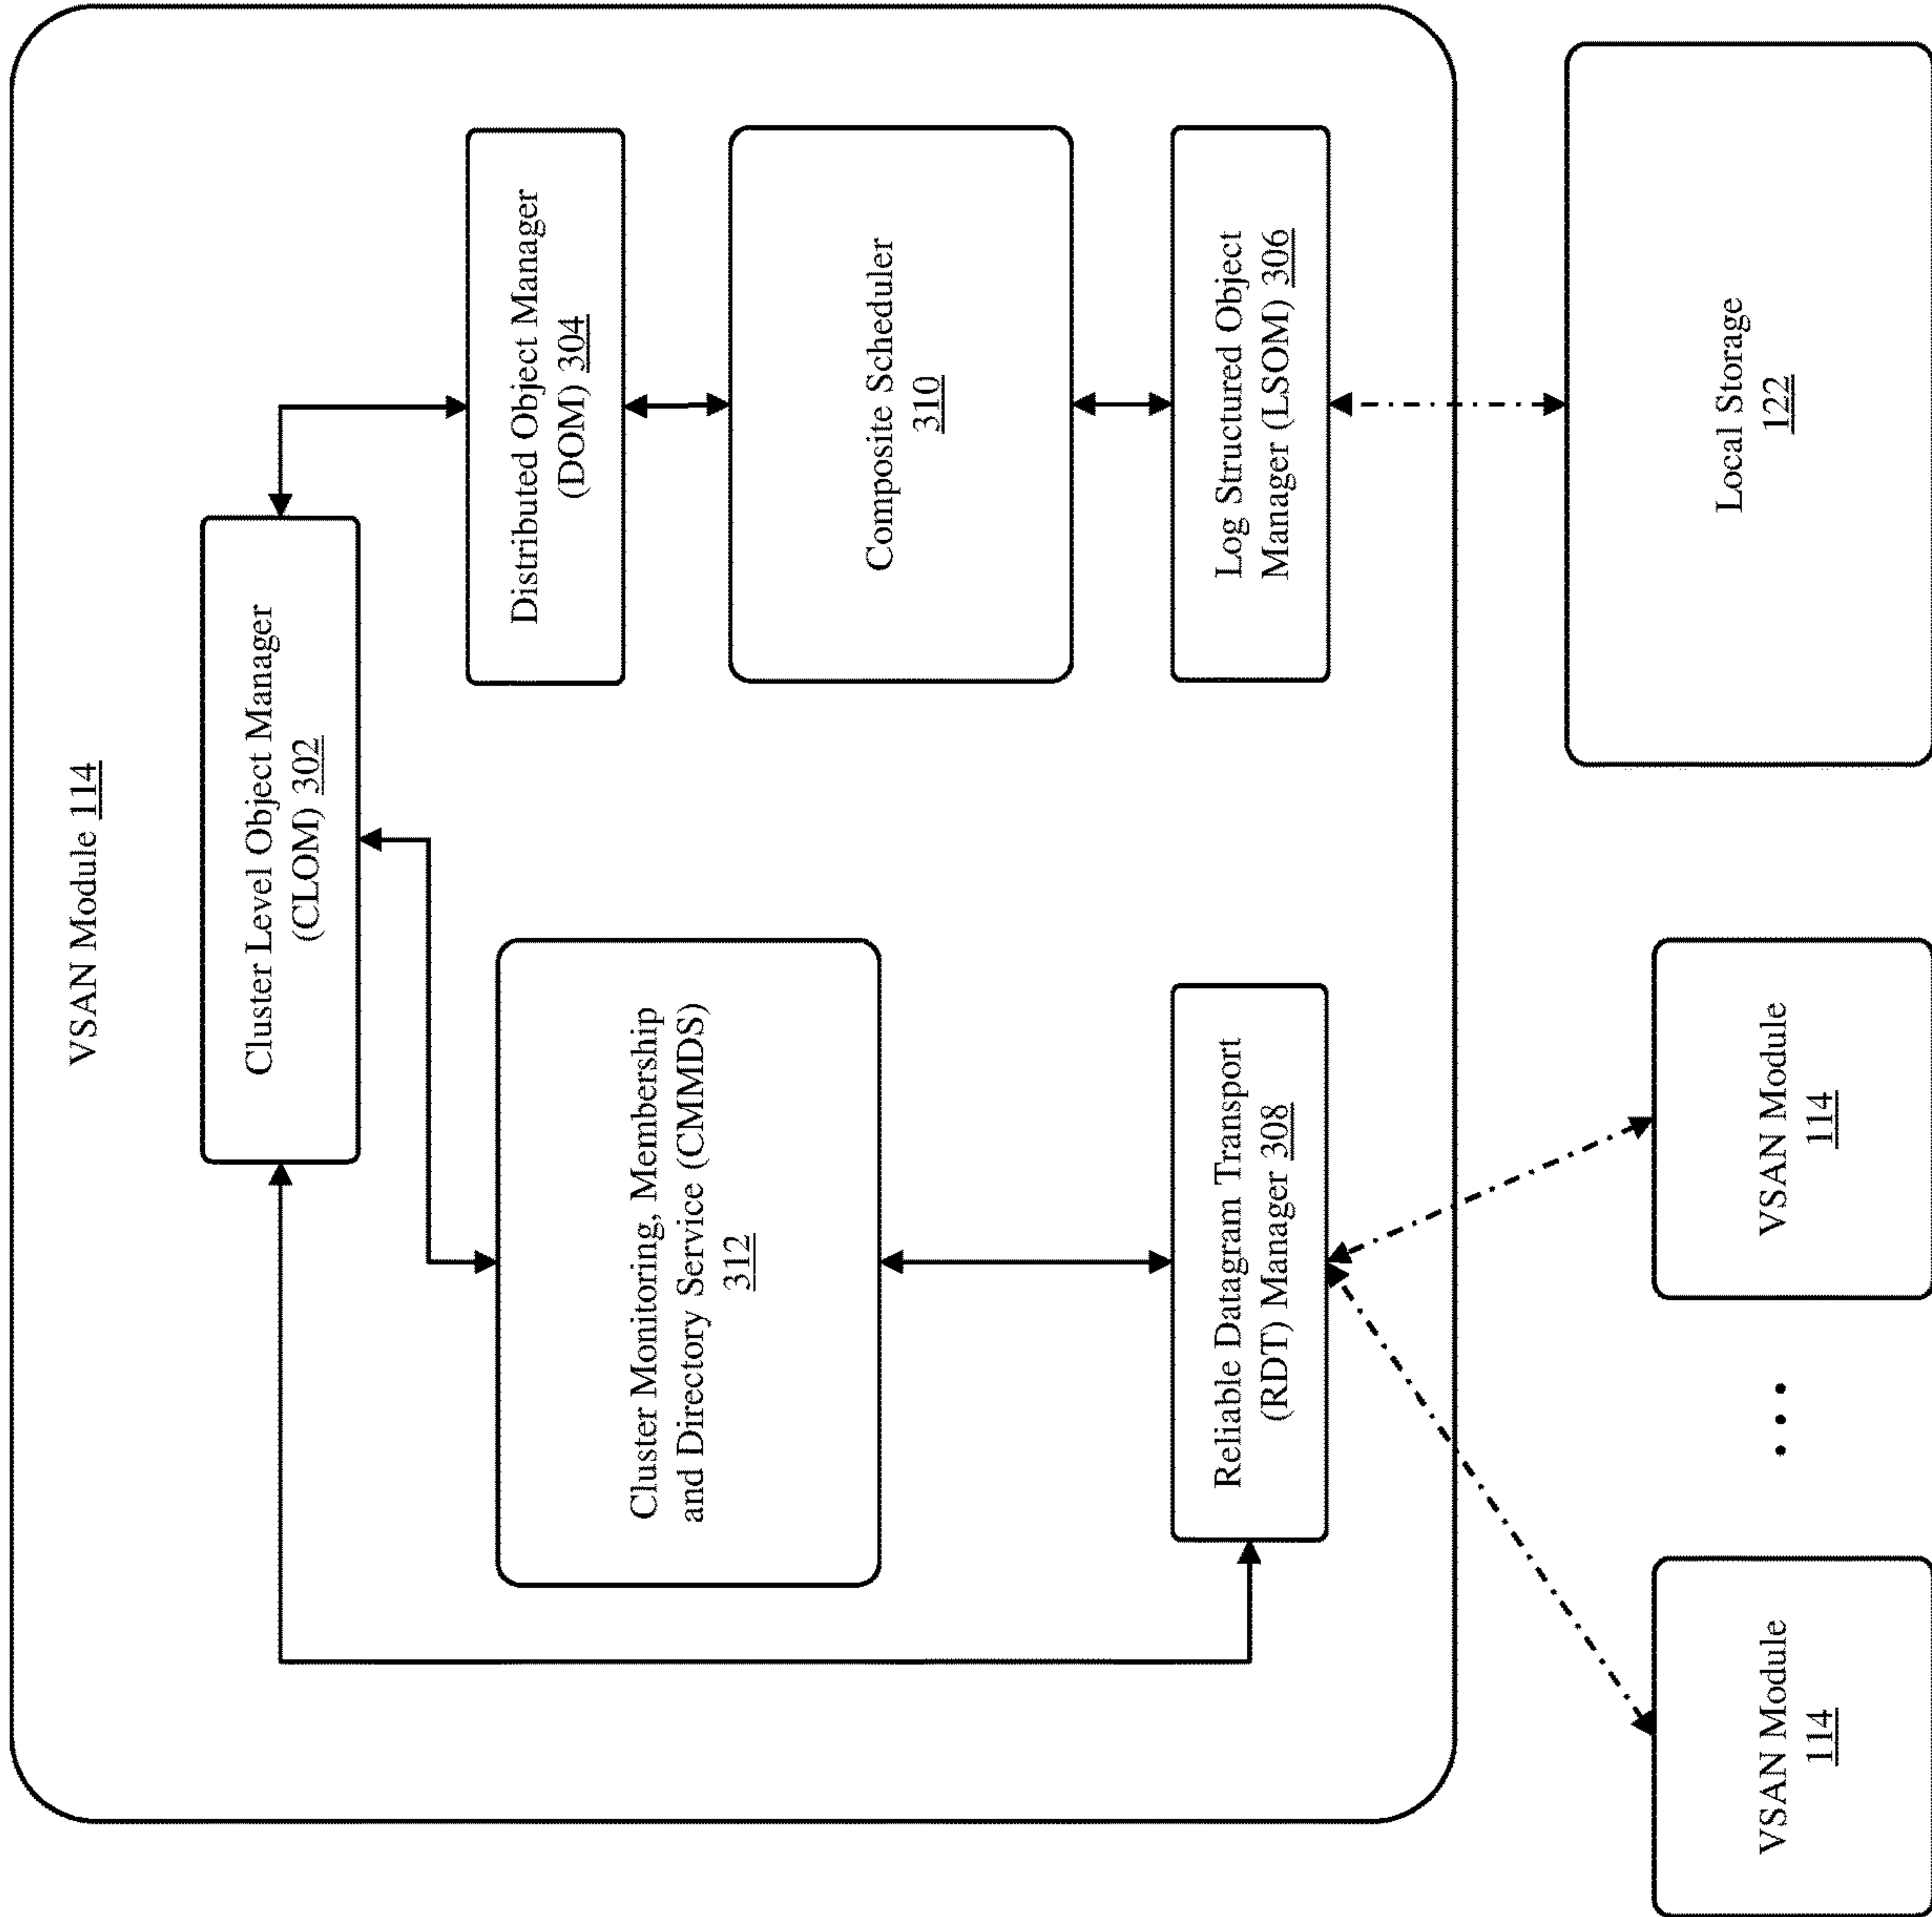 VSAN Module 114
Cluster Level Object Manager
(CLOM) 302
Cluster Monitoring, Membership
and Directory Service (CMMDS)
312
Distributed Object Manager
(DOM) 304
Composite Scheduler
310
Reliable Datagram Transport
(RDT) Manager 308
Log Structured Object
Manager (LSOM) 306
VSAN Module
114
. . .
VSAN Module
114
Local Storage
122